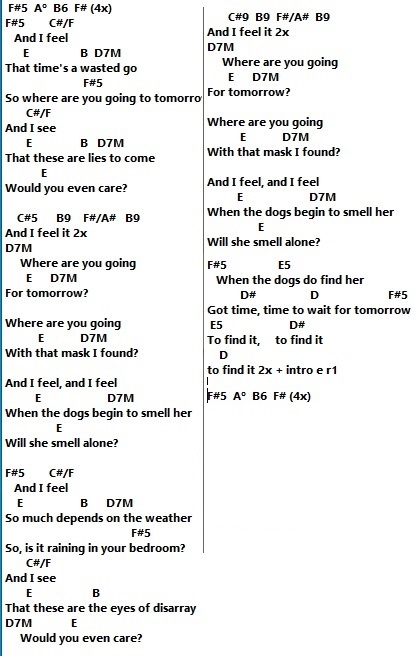 F#5 A° B6 F# (4x)
F#5 C#/F
And I feel
E B D7M
That time's a wasted go
F#5
So where are you going to tomorro
C#/F
And I see
E B D7M
That these are lies to come
E
Would you even care?
C#5 B9 F#/A# B9
And I feel it 2x
D7M
Where are you going
E D7M
For tomorrow?
Where are you going
E D7M
With that mask I found?
And I feel, and I feel
E D7M
When the dogs begin to smell her
E
Will she smell alone?
F#5 C#/F
And I feel
E B D7M
So much depends on the weather
F#5
So, is it raining in your bedroom?
C#/F
And I see
E B
That these are the eyes of disarray
D7M E
Would you even care?
C#9 B9 F#/A# B9
And I feel it 2x
D7M
Where are you going
E D7M
For tomorrow?
Where are you going
E D7M
With that mask I found?
And I feel, and I feel
E D7M
When the dogs begin to smell her
E
Will she smell alone?
F#5 E5
When the dogs do find her
D# D F#5
Got time, time to wait for tomorrow
E5 D#
To find it, to find it
D
to find it 2x + intro e r1
F#5 A° B6 F# (4x)